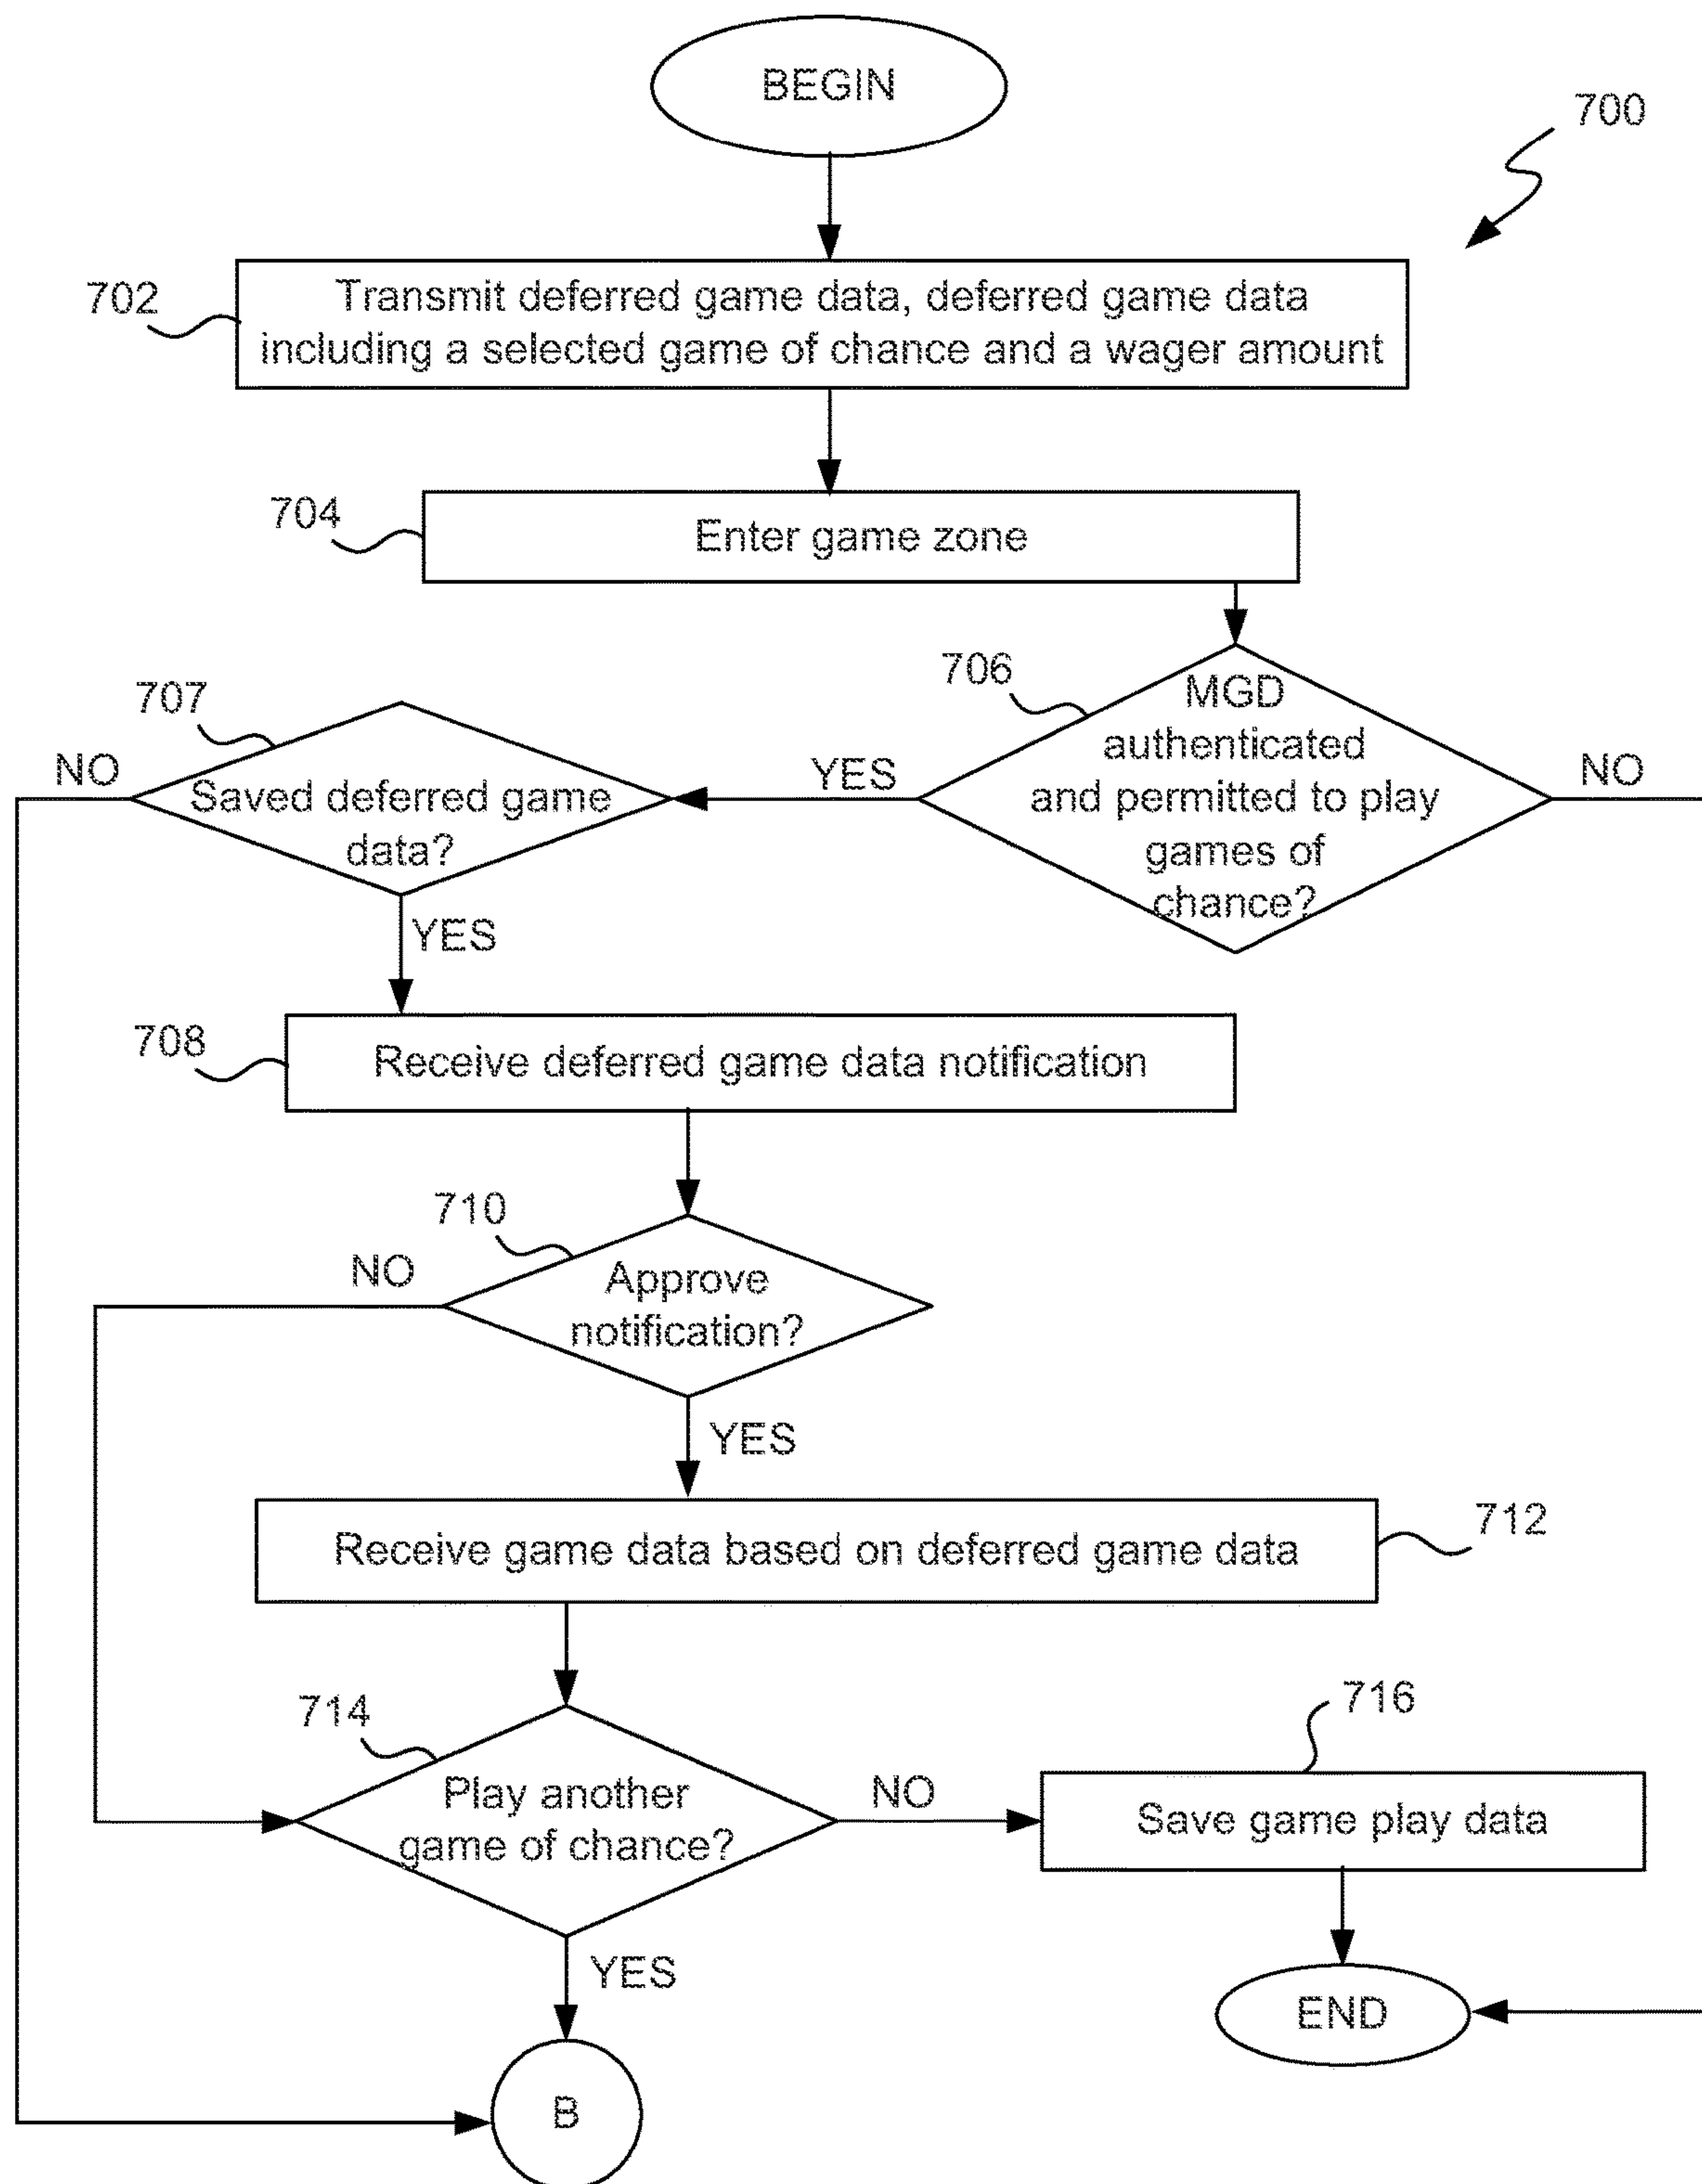 BEGIN
700
702
Transmit deferred game data, deferred game data
including a selected game of chance and a wager amount
704
Enter game zone
706
MGD
authenticated
and permitted to play
games of
chance?
NO
YES
707
NO
Saved deferred game
data?
YES
708
Receive deferred game data notification
710
NO
Approve
notification?
YES
712
Receive game data based on deferred game data
714
Play another
game of chance?
NO
716
Save game play data
YES
END
B